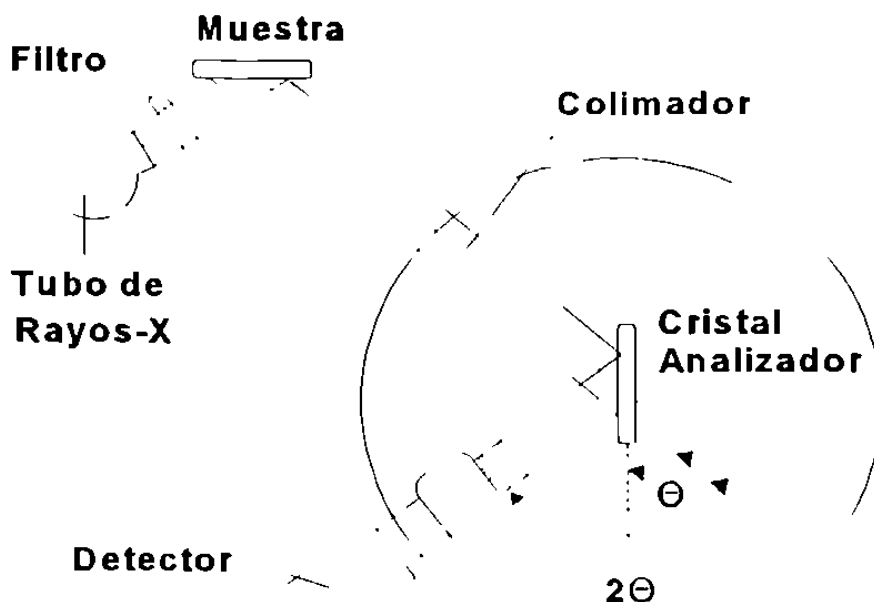 Muestra
Filtro
Colimador
Tubo de
Rayos-X
Cristal
Analizador
Θ
Detector
2Θ